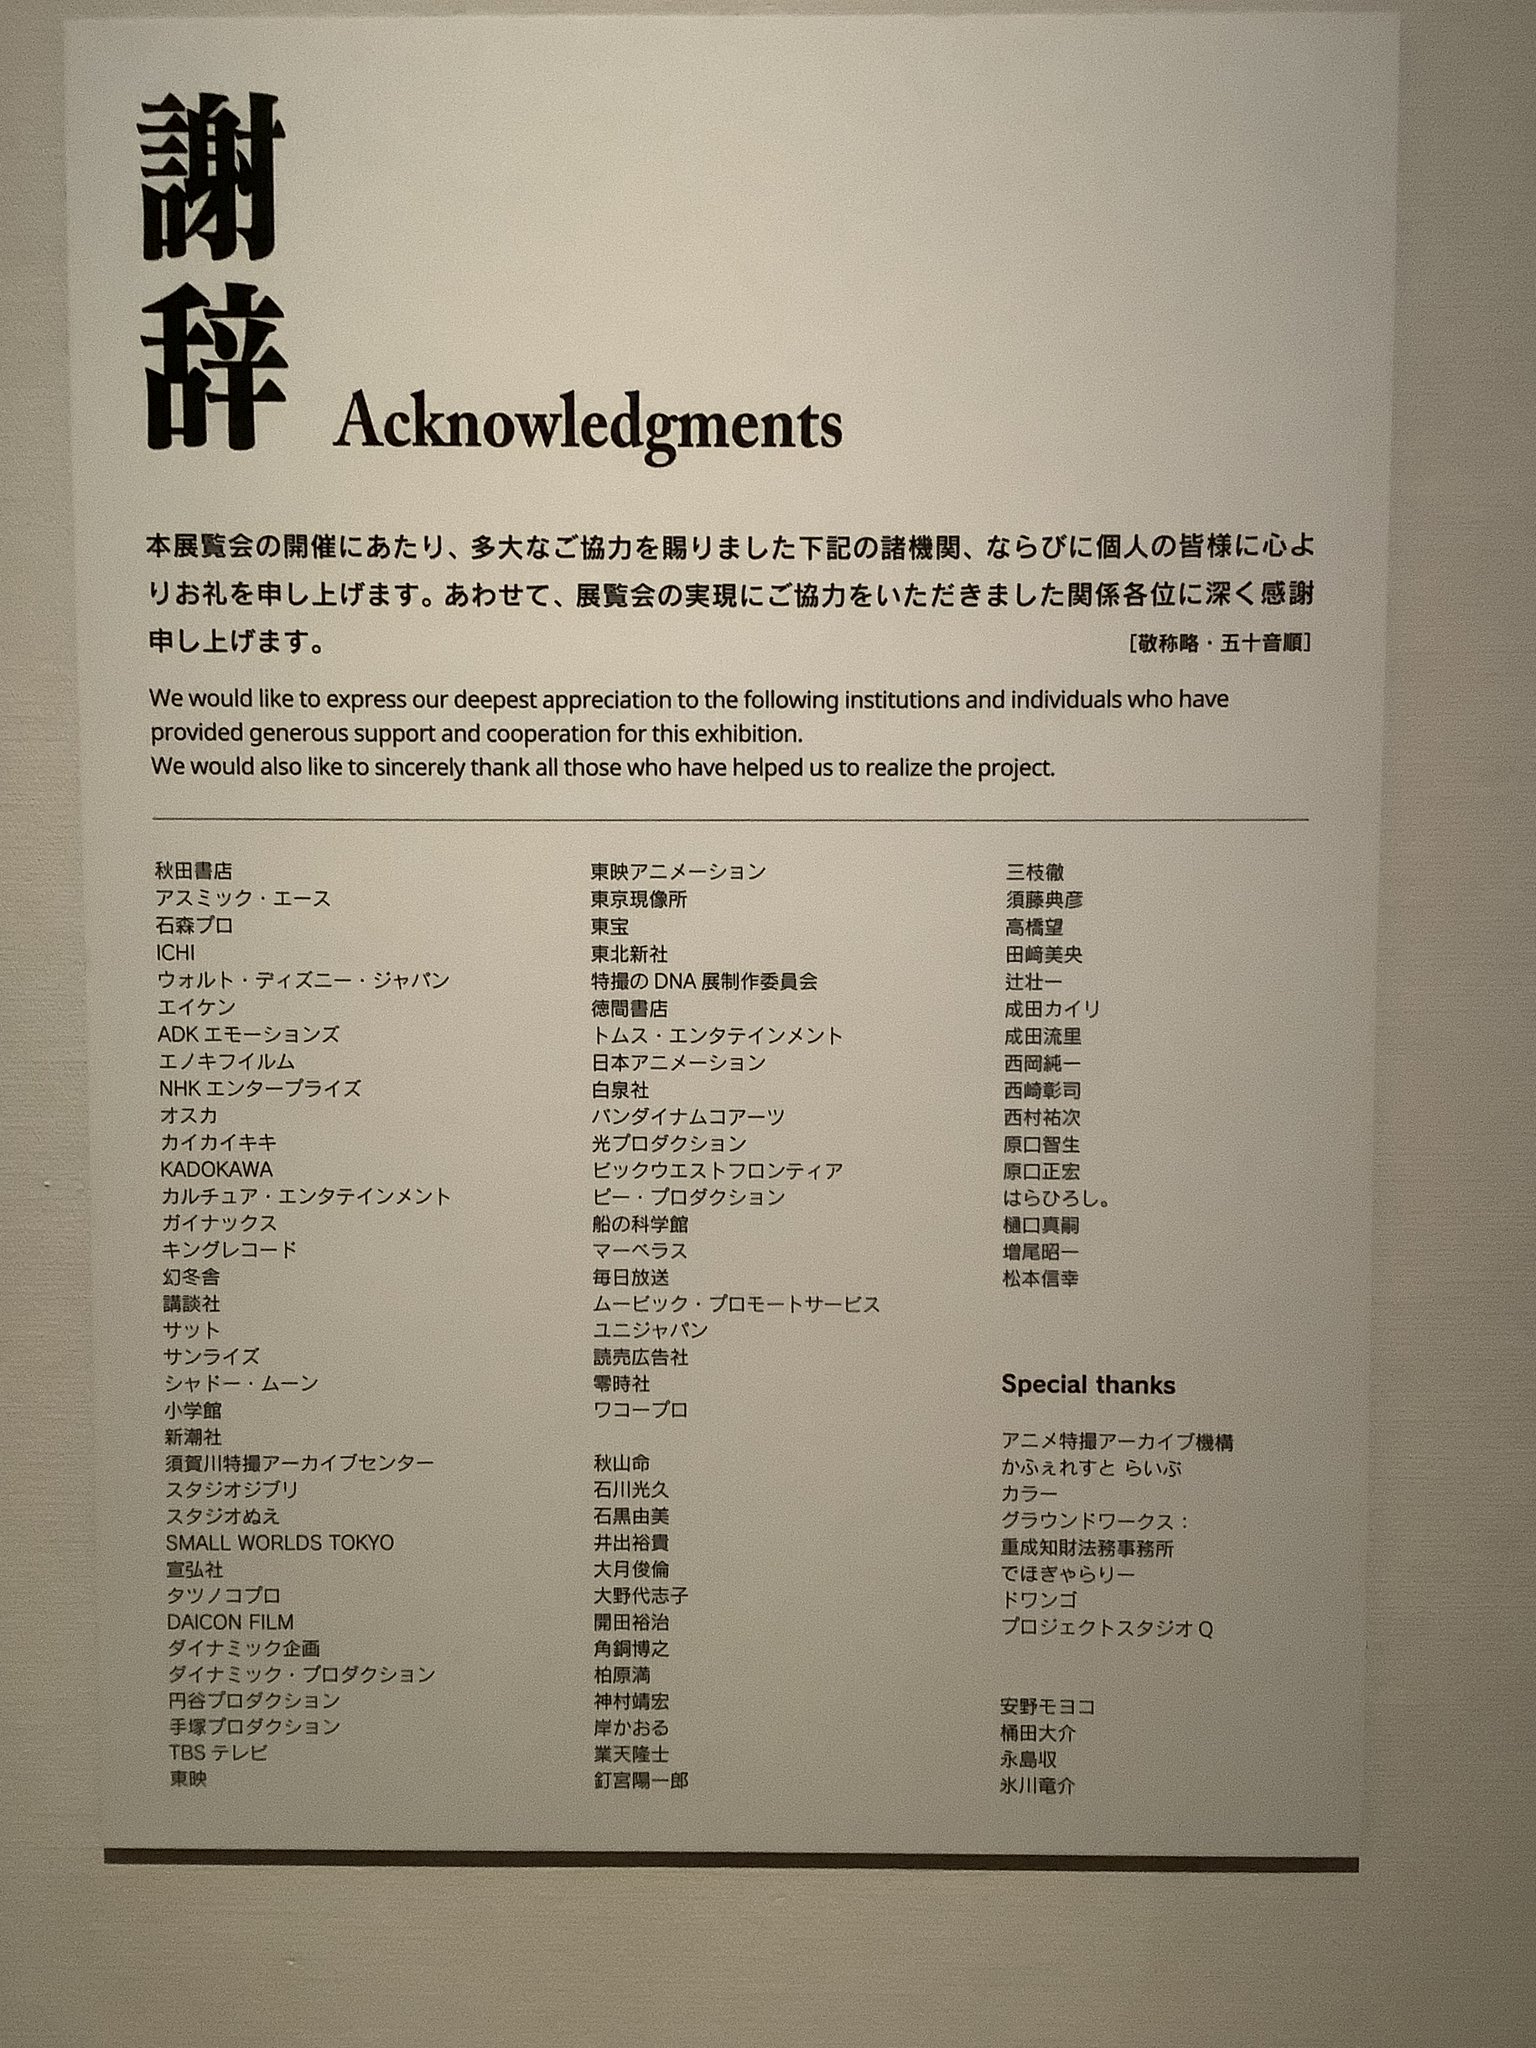 謝辞
Acknowledgments
本展覧会の開催にあたり、多大なご協力を賜りました下記の諸機関、ならびに個人の皆様に心よ
りお礼を申し上げます。あわせて、展覧会の実現にご協力をいただきました関係各位に深く感謝
申し上げます。
［敬称略・五十音順］
We would like to express our deepest appreciation to the following institutions and individuals who have
provided generous support and cooperation for this exhibition.
We would also like to sincerely thank all those who have helped us to realize the project.
秋田書店
アスミック・エース
石森プロ
ICHI
ウォルト・ディズニー・ジャパン
エイケン
ADK エモーションズ
エノキフイルム
NHK エンタープライズ
オスカ
カイカイキキ
KADOKAWA
カルチュア・エンタテインメント
ガイナックス
キングレコード
幻冬舎
講談社
サット
サンライズ
シャドー・ムーン
小学館
新潮社
須賀川特撮アーカイブセンター
スタジオジブリ
スタジオぬえ
SMALL WORLDS TOKYO
宣弘社
タツノコプロ
DAICON FILM
ダイナミック企画
ダイナミック・プロダクション
円谷プロダクション
手塚プロダクション
TBS テレビ
東映
東映アニメーション
東京現像所
東宝
東北新社
特撮の DNA 展制作委員会
徳間書店
トムス・エンタテインメント
日本アニメーション
白泉社
バンダイナムコアーツ
光プロダクション
ビックウエストフロンティア
ピー・プロダクション
船の科学館
マーベラス
毎日放送
ムービック・プロモートサービス
ユニジャパン
読売広告社
零時社
ワコープロ
秋山命
石川光久
石黒由美
井出裕貴
大月俊倫
大野代志子
開田裕治
角銅博之
柏原満
神村靖宏
岸かおる
業天隆士
釘宮陽一郎
三枝徹
須藤典彦
高橋望
田﨑美央
辻壮一
成田カイリ
成田流里
西岡純一
西崎彰司
西村祐次
原口智生
原口正宏
はらひろし。
樋口真嗣
増尾昭一
松本信幸
Special thanks
アニメ特撮アーカイブ機構
かふぇれすと らいぶ
カラー
グラウンドワークス：
重成知財法務事務所
でほぎゃらりー
ドワンゴ
プロジェクトスタジオ Q
安野モヨコ
桶田大介
永島収
氷川竜介